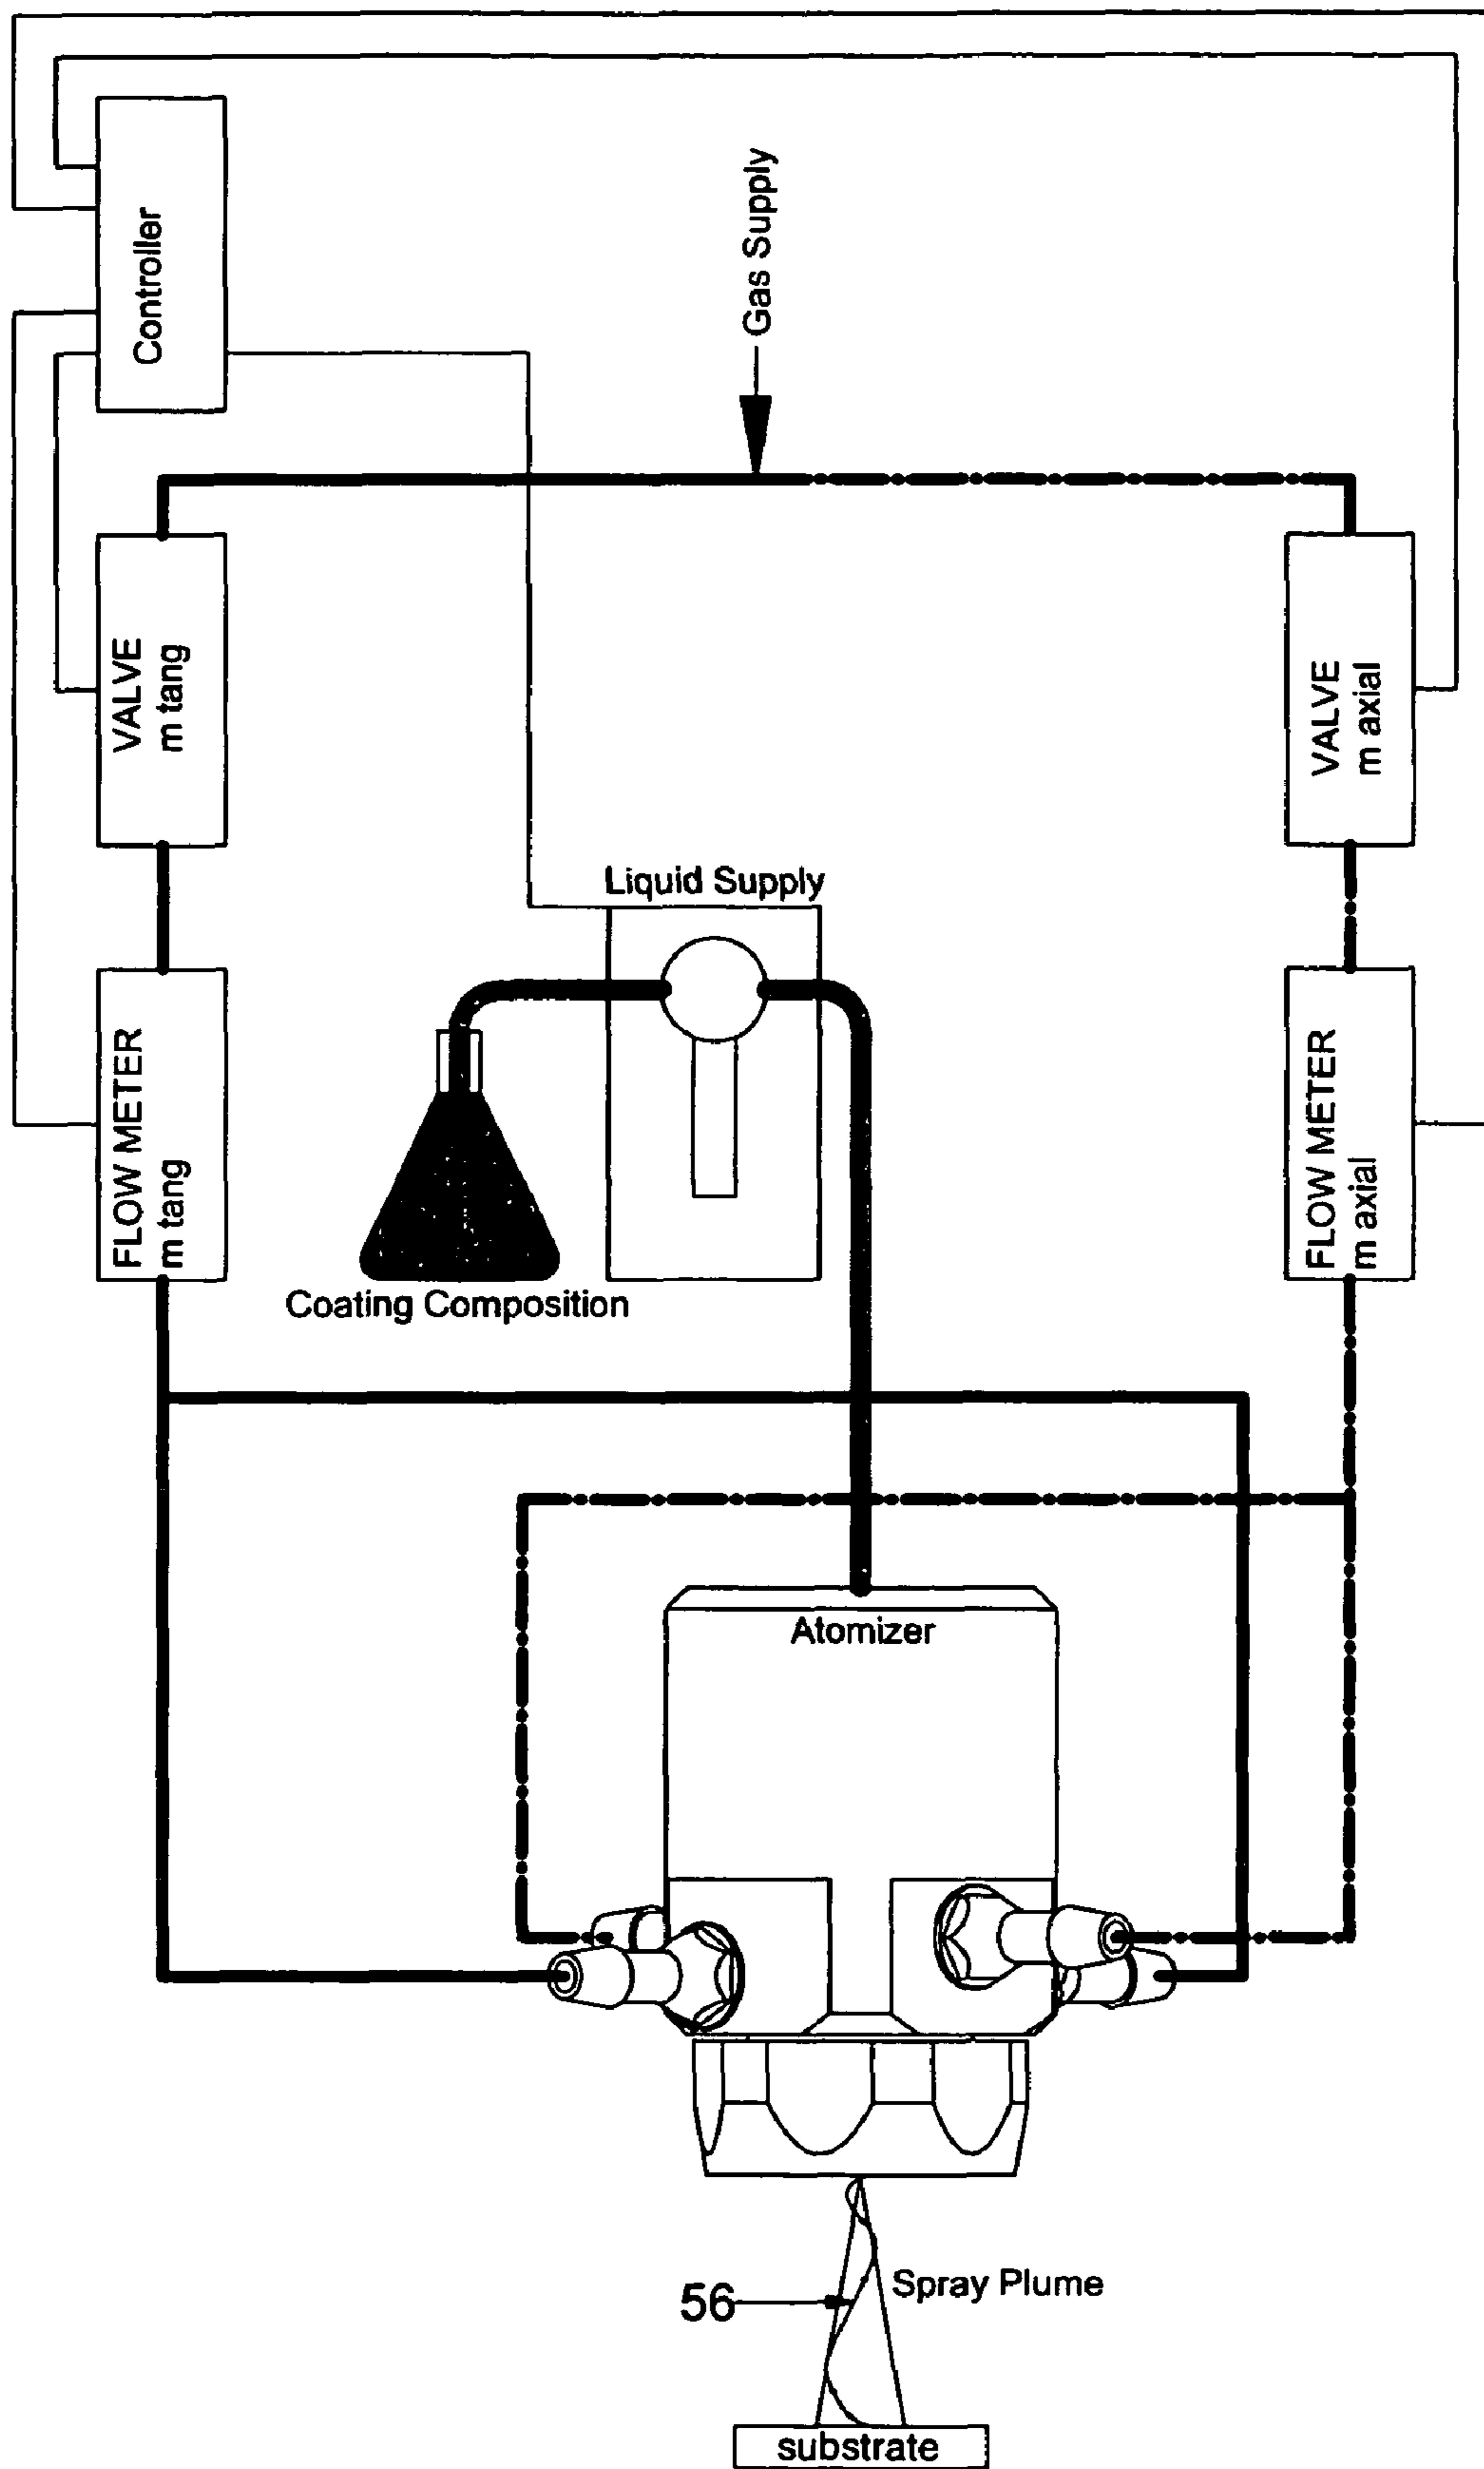 Controller
Gas Supply
VALVE
m tang
VALVE
m axial
Liquid Supply
FLOW METER
m tang
FLOW METER
m axial
Coating Composition
Atomizer
56
Spray Plume
substrate